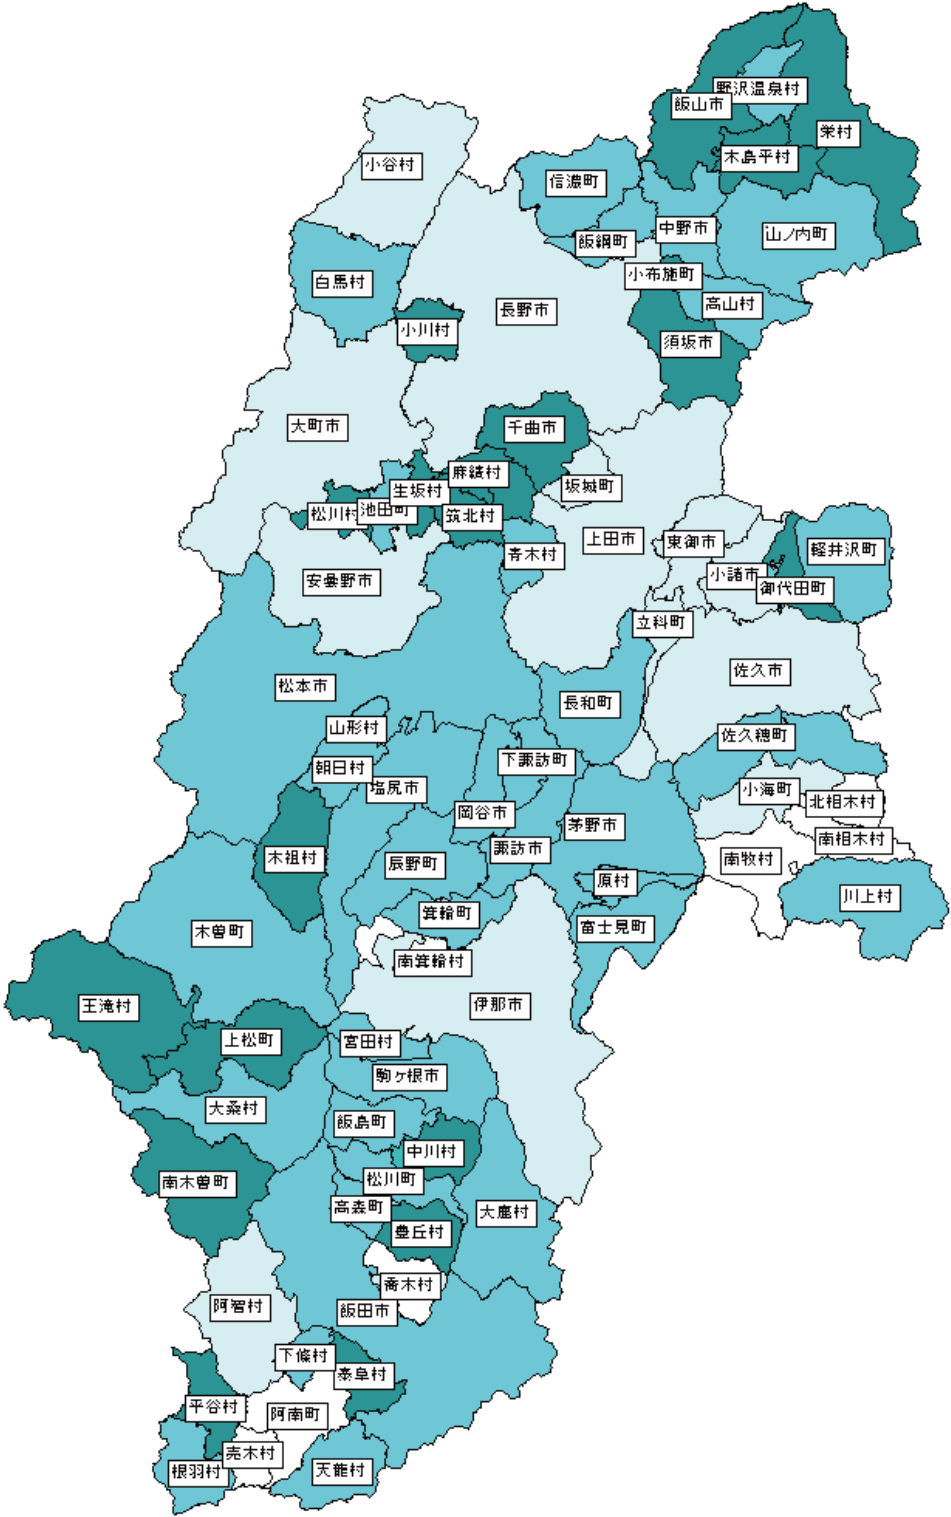 野沢温泉村
飯山市
栄村
木島平村
小谷村
信濃町
中野市
山ノ内町
飯綱町
小布施町
白馬村
高山村
長野市
小川村
須坂市
大町市
千曲市
麻績村
坂城町
生坂村
松川村
池田町
筑北村
上田市
東御市
軽井沢町
青木村
小諸市
安曇野市
御代田町
立科町
佐久市
松本市
長和町
山形村
佐久穂町
下諏訪町
朝日村
塩尻市
小海町
北相木村
岡谷市
茅野市
南相木村
諏訪市
木祖村
南牧村
辰野町
原村
川上村
箕輪町
富士見町
木曽町
南箕輪村
伊那市
王滝村
上松町
宮田村
駒ヶ根市
大桑村
飯島町
中川村
松川町
南木曽町
高森町
大鹿村
豊丘村
喬木村
阿智村
飯田市
下條村
泰阜村
平谷村
阿南町
売木村
根羽村
天龍村